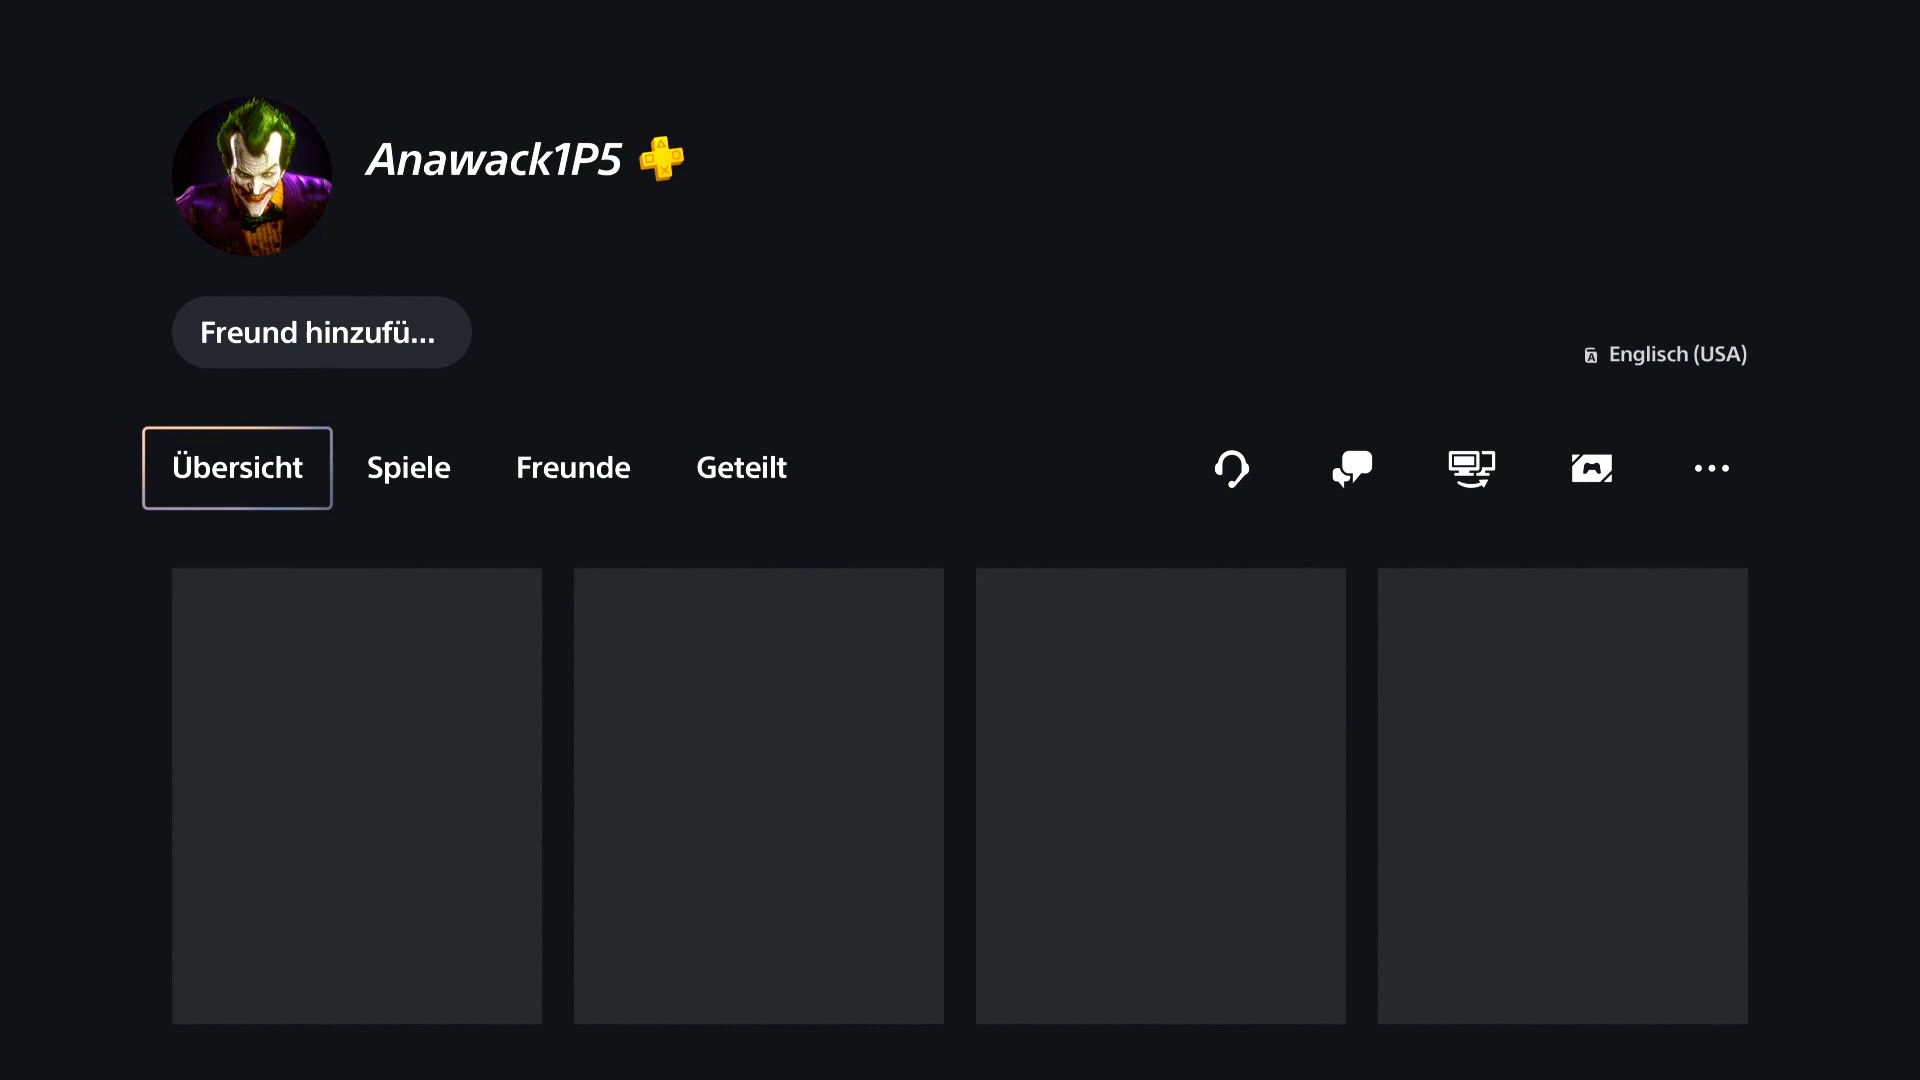 Anawack1P5
Freund hinzufü...
Englisch (USA)
Übersicht Spiele Freunde Geteilt